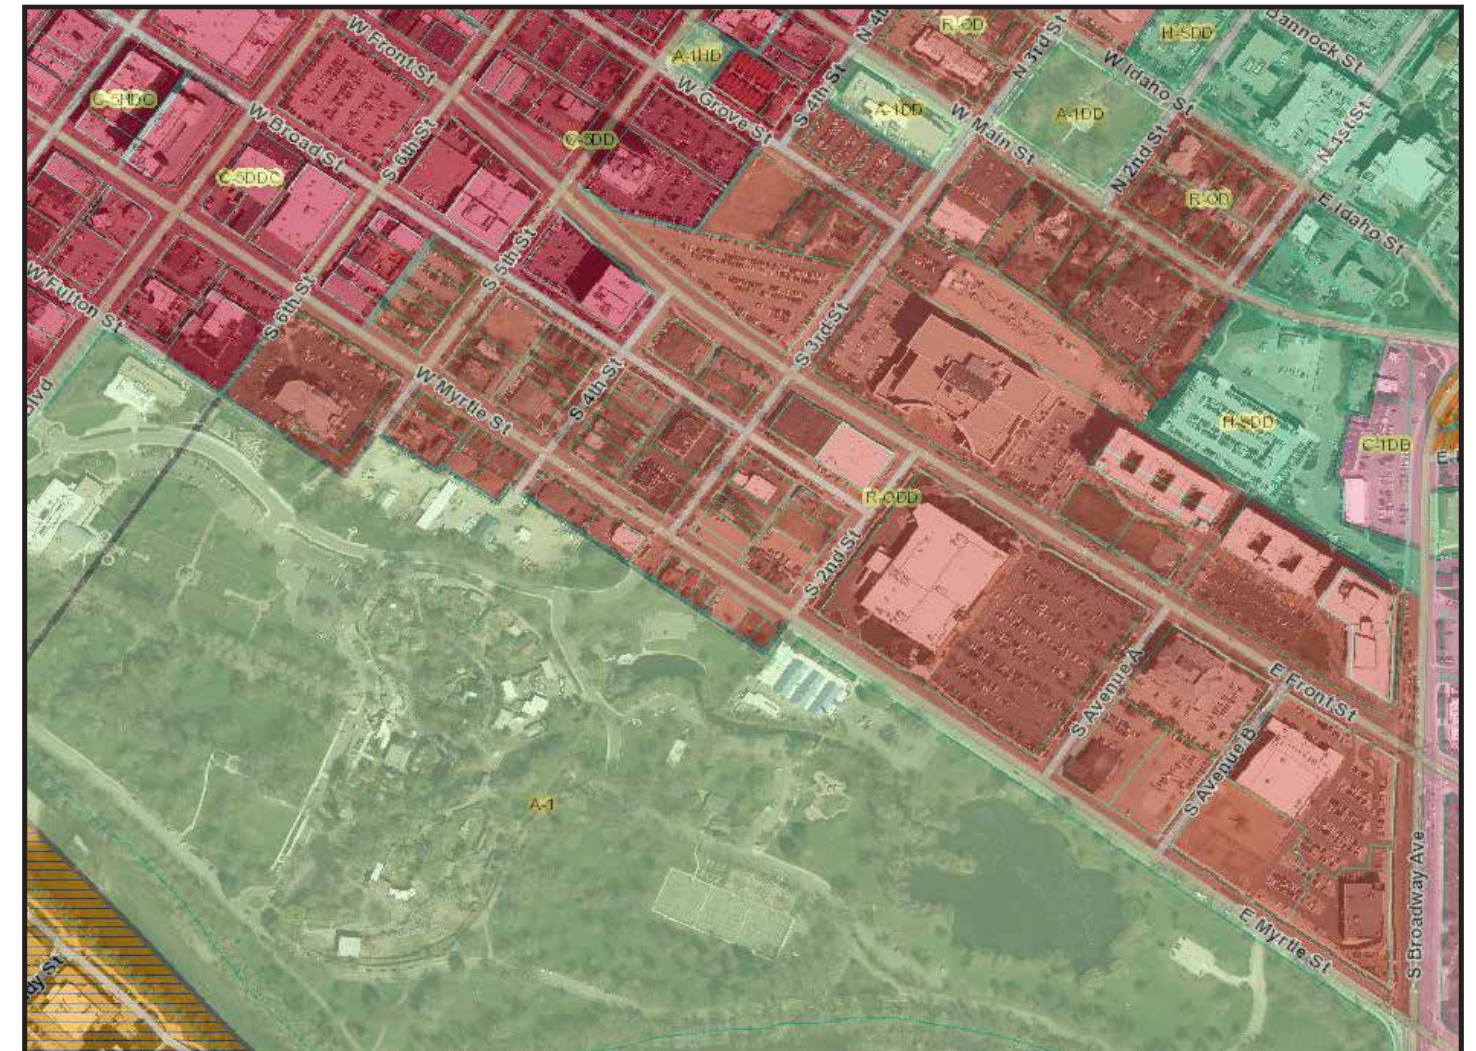 R-OD
H-SDD
Bannock St
N 3rd St
W Idaho St
W Front St
A-1HD
N 4th
C-5HDC
W Grove St
S 4th St
A-1DD
W Main St
A-1DD
N 2nd St
N 1st St
W Broad St
S 6th St
C-5DD
C-5DDC
R-OD
E Idaho St
W Fulton St
S 6th St
S 5th St
S 3rd St
Blvd
W Myrtle St
S 4th St
H-SDD
C-1DD
R-ODD
S 2nd St
S Avenue A
E Front St
S Avenue B
A-1
S Broadway Ave
E Myrtle St